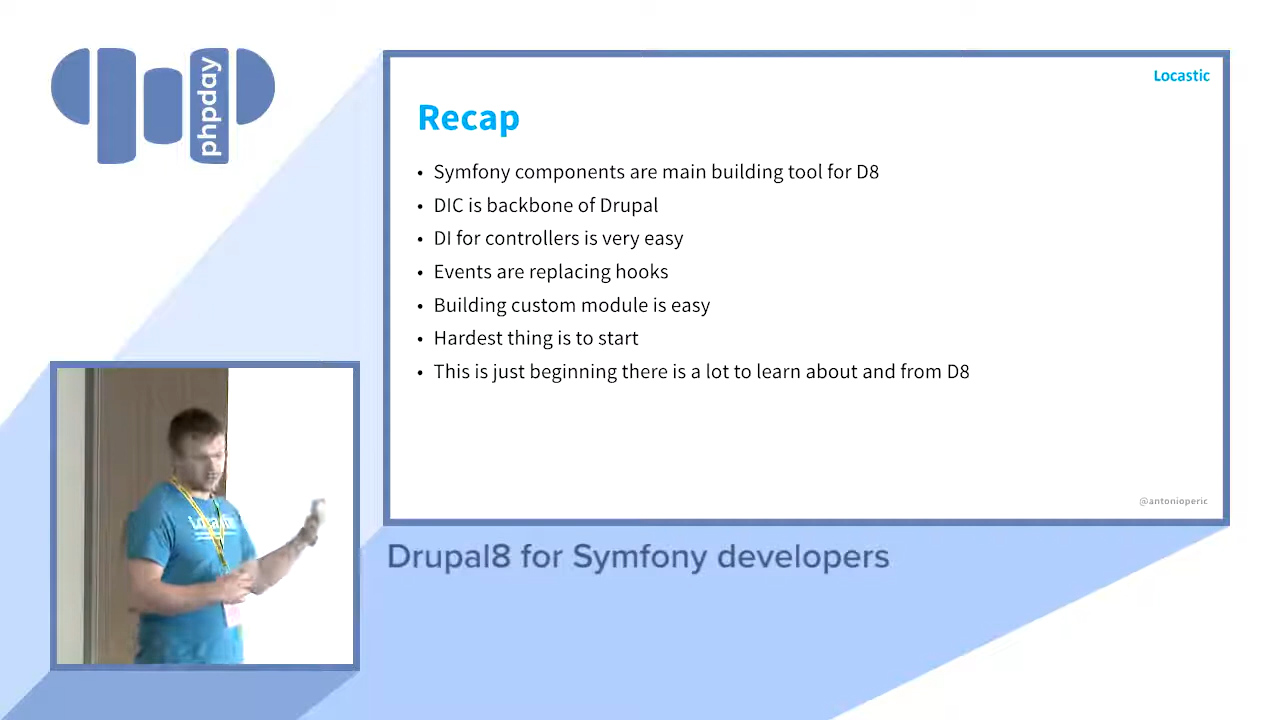 phpday
Locastic
Recap
• Symfony components are main building tool for D8
• DIC is backbone of Drupal
• DI for controllers is very easy
• Events are replacing hooks
• Building custom module is easy
• Hardest thing is to start
• This is just beginning there is a lot to learn about and from D8
@antonioperic
Locastic
Drupal8 for Symfony developers